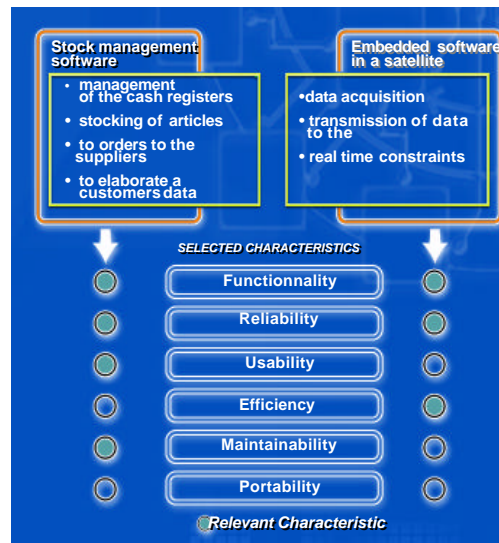 Stock management
software
• management
of the cash registers
• stocking of articles
• to orders to the
suppliers
• to elaborate a
customers data
Embedded software
in a satellite
•data acquisition
• transmission of data
to the
• real time constraints
SELECTED CHARACTERISTICS
Functionnality
Reliability
Usability
Efficiency
Maintainability
Portability
Relevant Characteristic